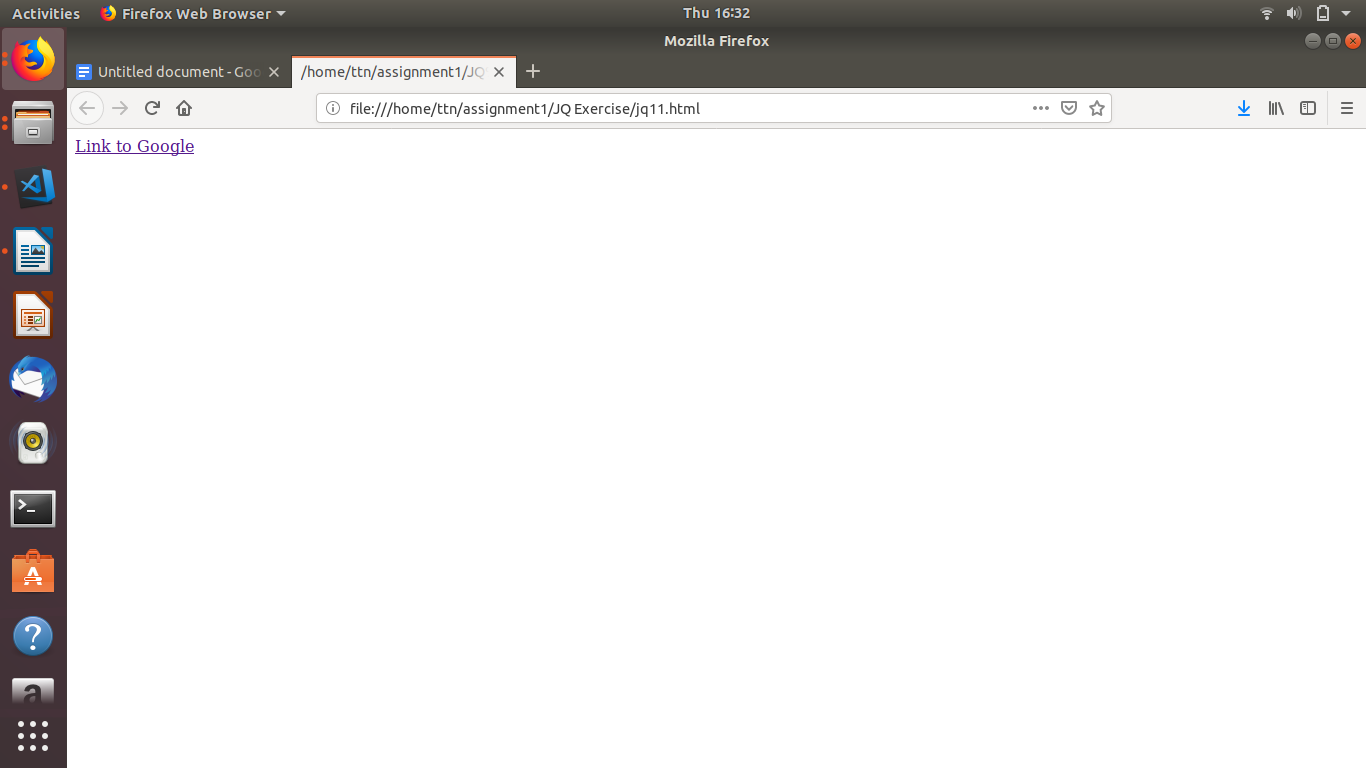 Activities Firefox Web Browser Thu 16:32
Mozilla Firefox
Untitled document - Goo /home/ttn/assignment1/JQ
file:///home/ttn/assignment1/JQ Exercise/jq11.html
Link to Google